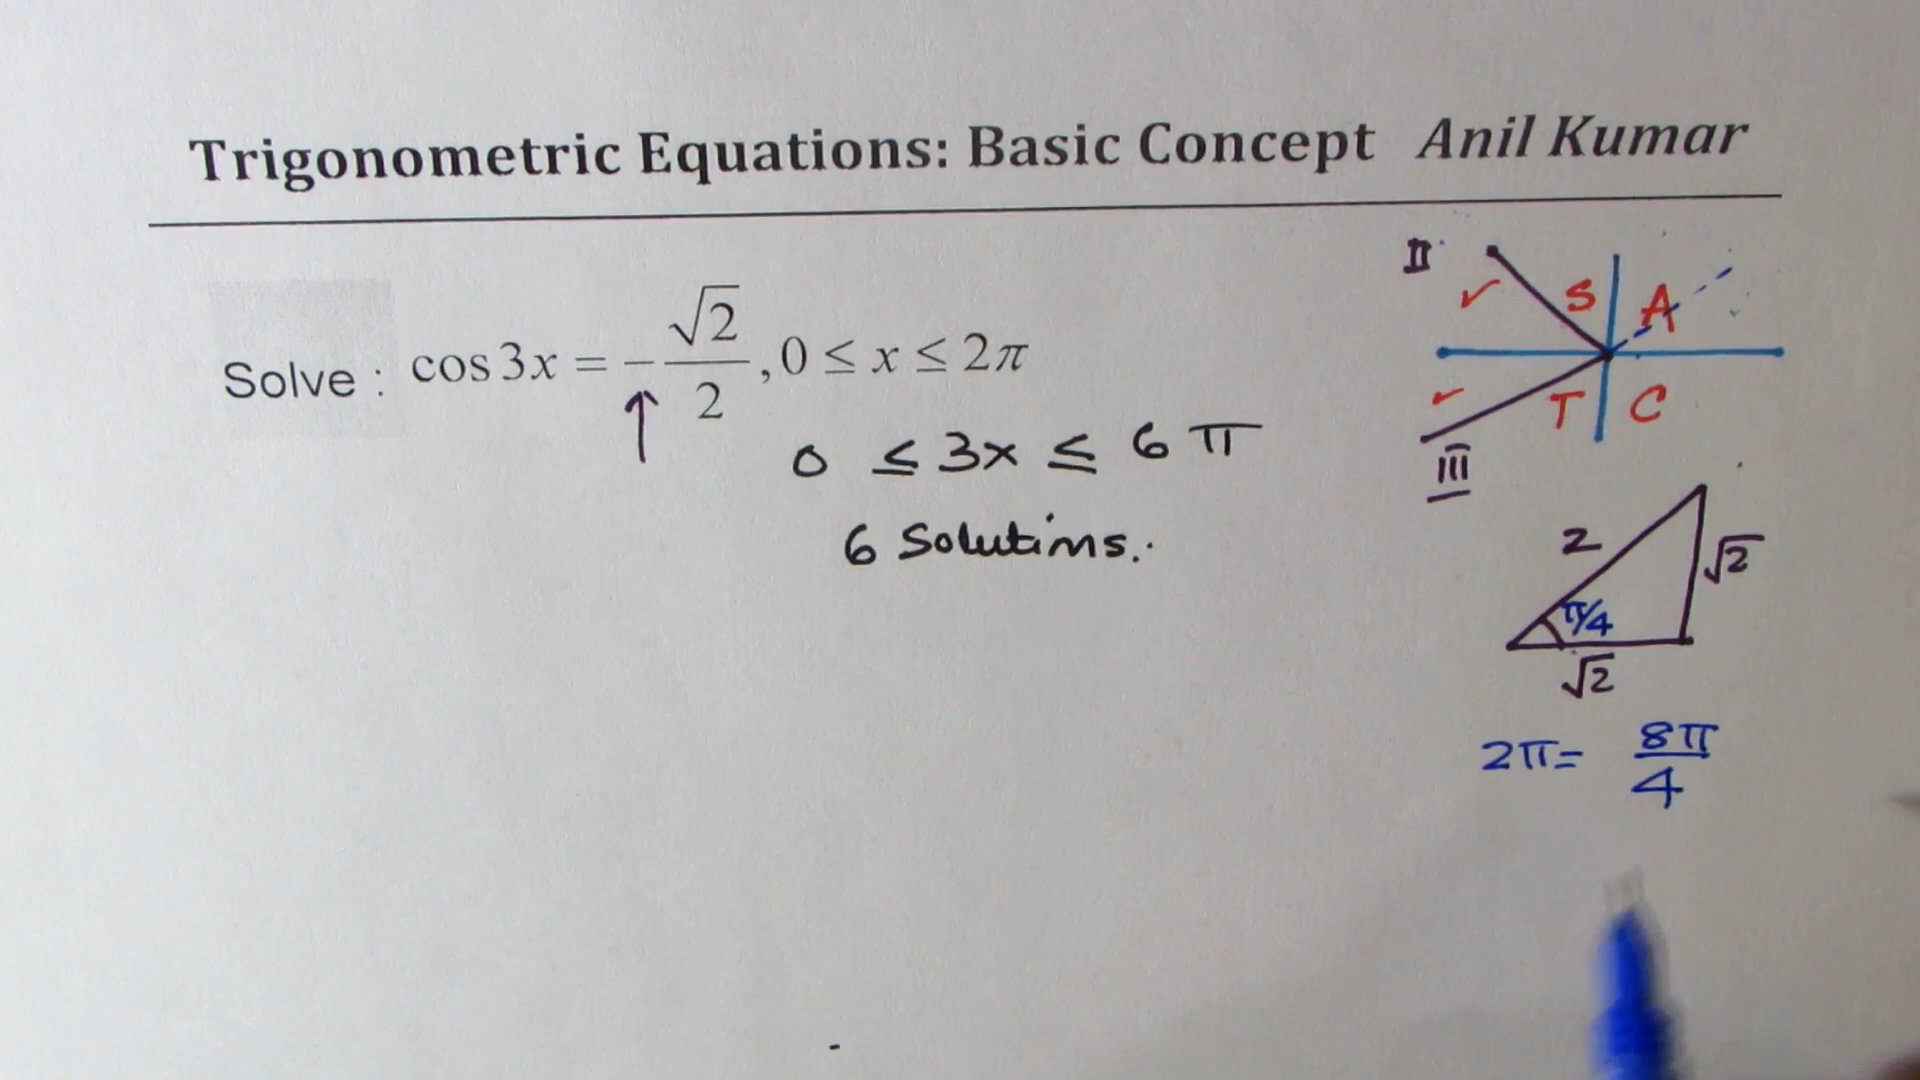 Trigonometric Equations: Basic Concept Anil Kumar
Solve : cos 3x = -√2/2 , 0 ≤ x ≤ 2π
0 ≤ 3x ≤ 6π
6 Solutims.
II
S A
T C
III
2
√2
π/4
√2
2π = 8π/4